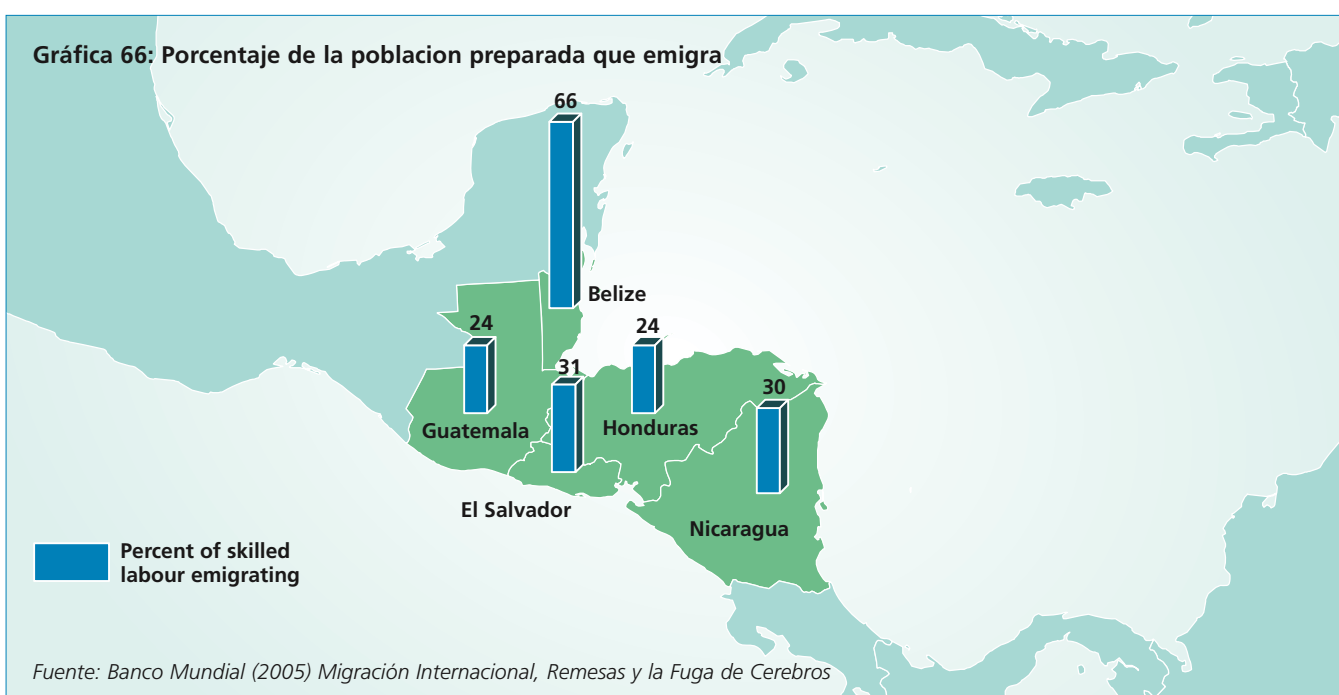 Gráfica 66: Porcentaje de la poblacion preparada que emigra
66
Belize
24
24
31
30
Guatemala
Honduras
El Salvador
Nicaragua
Percent of skilled
labour emigrating
Fuente: Banco Mundial (2005) Migración Internacional, Remesas y la Fuga de Cerebros